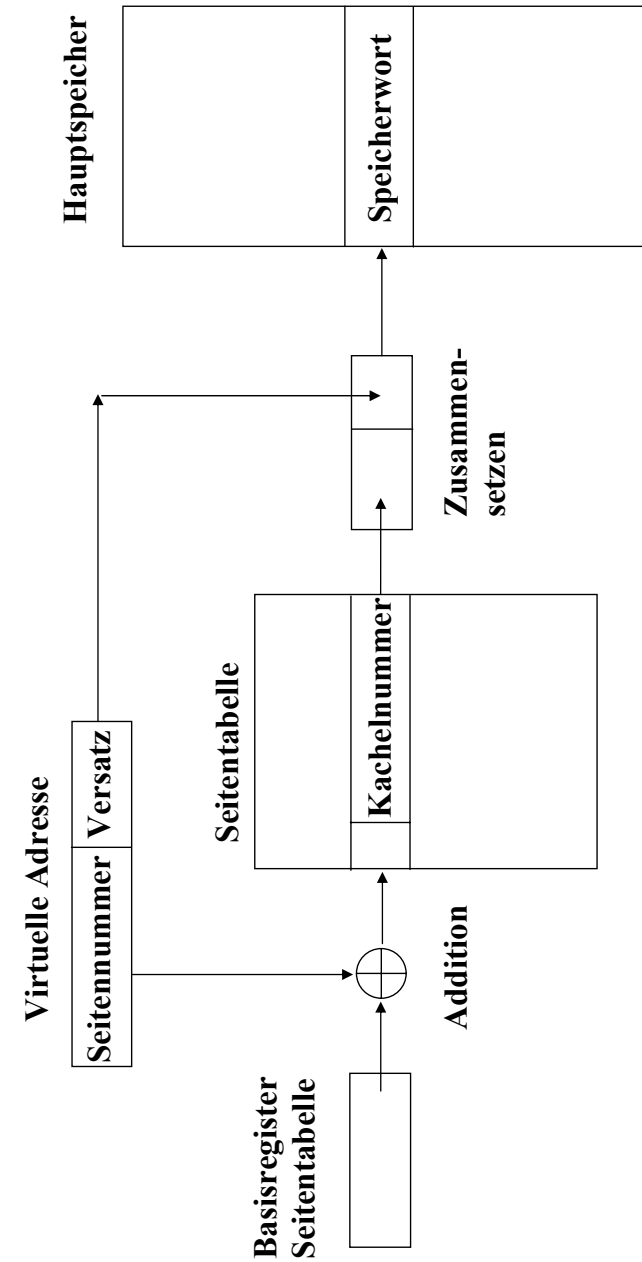 Virtuelle Adresse
Seitennummer Versatz
Hauptspeicher
Basisregister
Seitentabelle
Addition
Seitentabelle
Kachelnummer
Zusammen-
setzen
Speicherwort